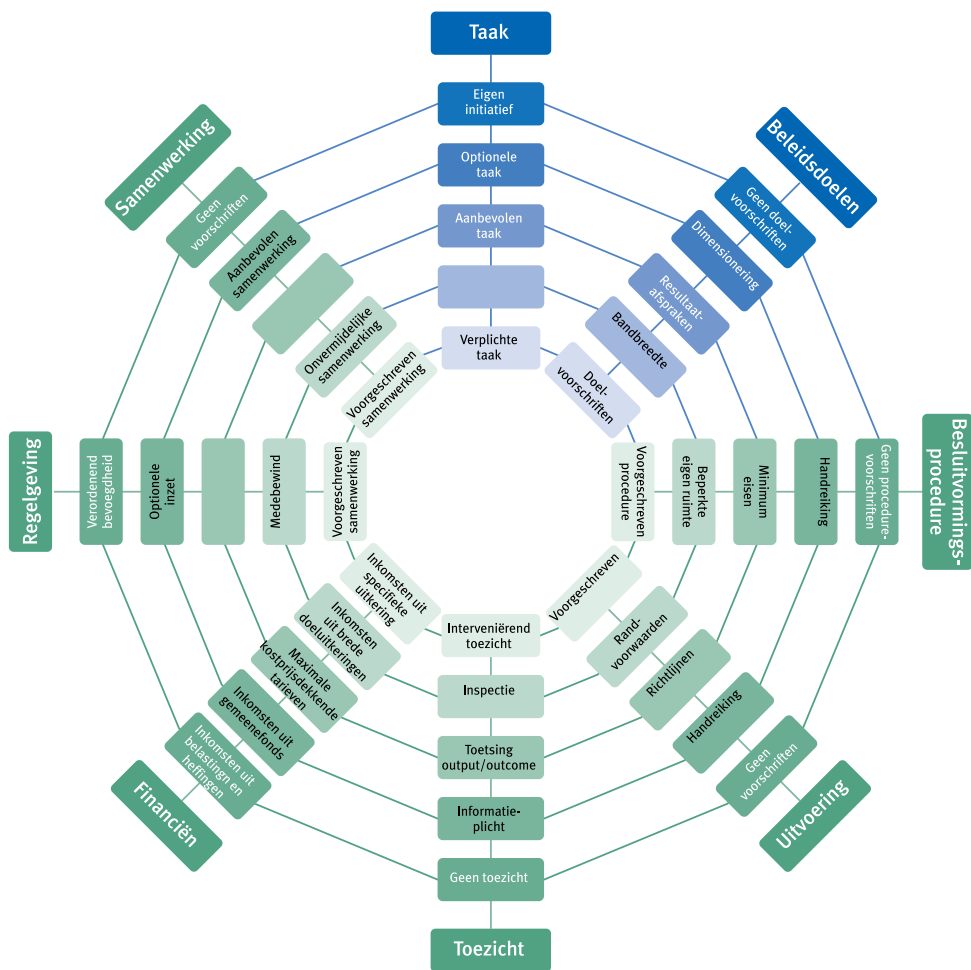 Taak
Eigen
initiatief
Optionele
taak
Aanbevolen
taak
Verplichte
taak
Beleidsdoelen
Geen doel-
voorschriften
Dimensionering
Resultaat-
afspraken
Bandbreedte
Doel-
voorschriften
Besluitvormings-
procedure
Geen procedure-
voorschriften
Handreiking
Minimum
eisen
Beperkte
eigen ruimte
Voorgeschreven
procedure
Uitvoering
Geen
voorschriften
Handreiking
Richtlijnen
Rand-
voorwaarden
Voorgeschreven
Interveniërend
toezicht
Inspectie
Toetsing
output/outcome
Informatie-
plicht
Geen toezicht
Toezicht
Financiën
Inkomsten uit
belastingn en
heffingen
Inkomsten uit
gemeenefonds
Maximale
kostprijsdekkende
tarieven
Inkomsten
uit brede
doeluitkeringen
Inkomsten uit
specifieke
uitkering
Regelgeving
Verordenend
bevoegdheid
Optionele
inzet
Medebewind
Voorgeschreven
samenwerking
Samenwerking
Geen
voorschriften
Aanbevolen
samenwerking
Onvermijdelijke
samenwerking
Voorgeschreven
samenwerking